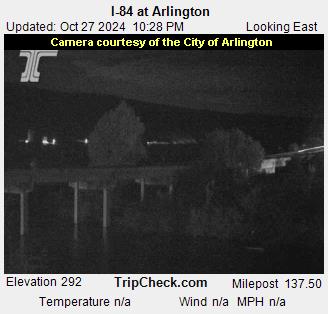 I-84 at Arlington
Updated: Oct 27 2024 10:28 PM Looking East
Camera courtesy of the City of Arlington
Elevation 292 TripCheck.com Milepost 137.50
Temperature n/a Wind n/a MPH n/a